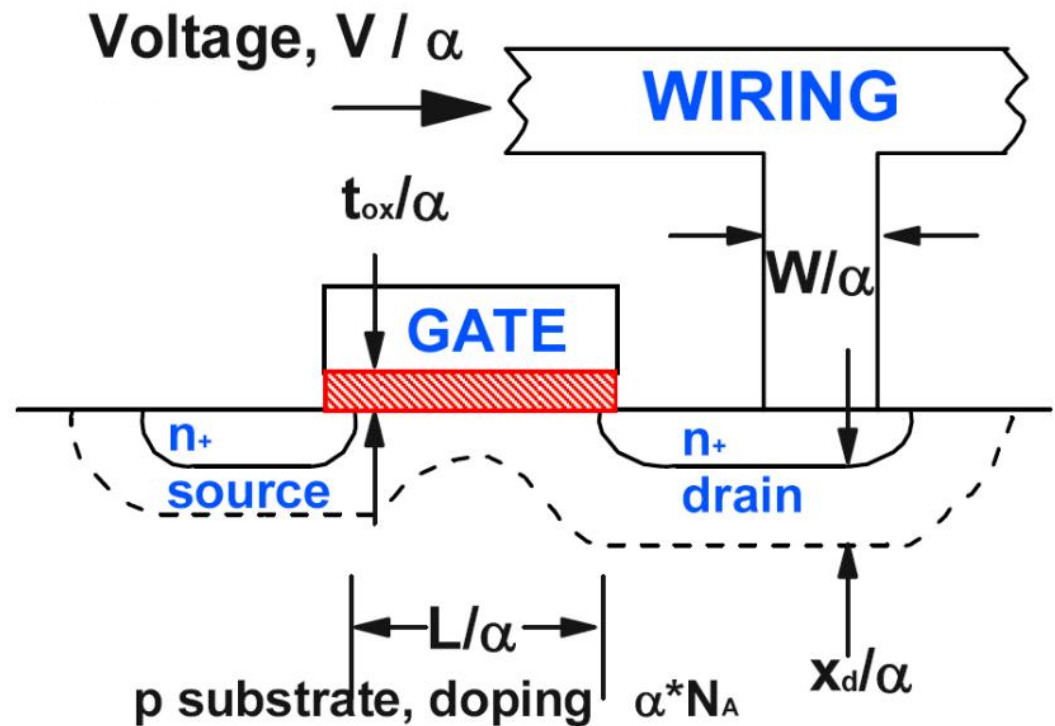 Voltage, V / α
WIRING
tox/α
W/α
GATE
n+
n+
source
drain
L/α
xd/α
p substrate, doping α*NA